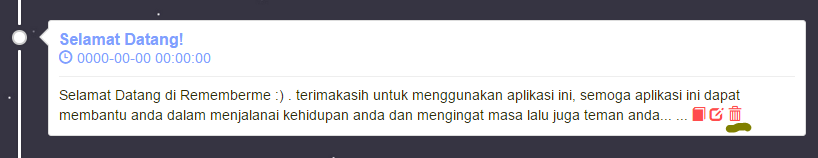 Selamat Datang!
0000-00-00 00:00:00
Selamat Datang di Rememberme :) . terimakasih untuk menggunakan aplikasi ini, semoga aplikasi ini dapat
membantu anda dalam menjalanai kehidupan anda dan mengingat masa lalu juga teman anda... ...